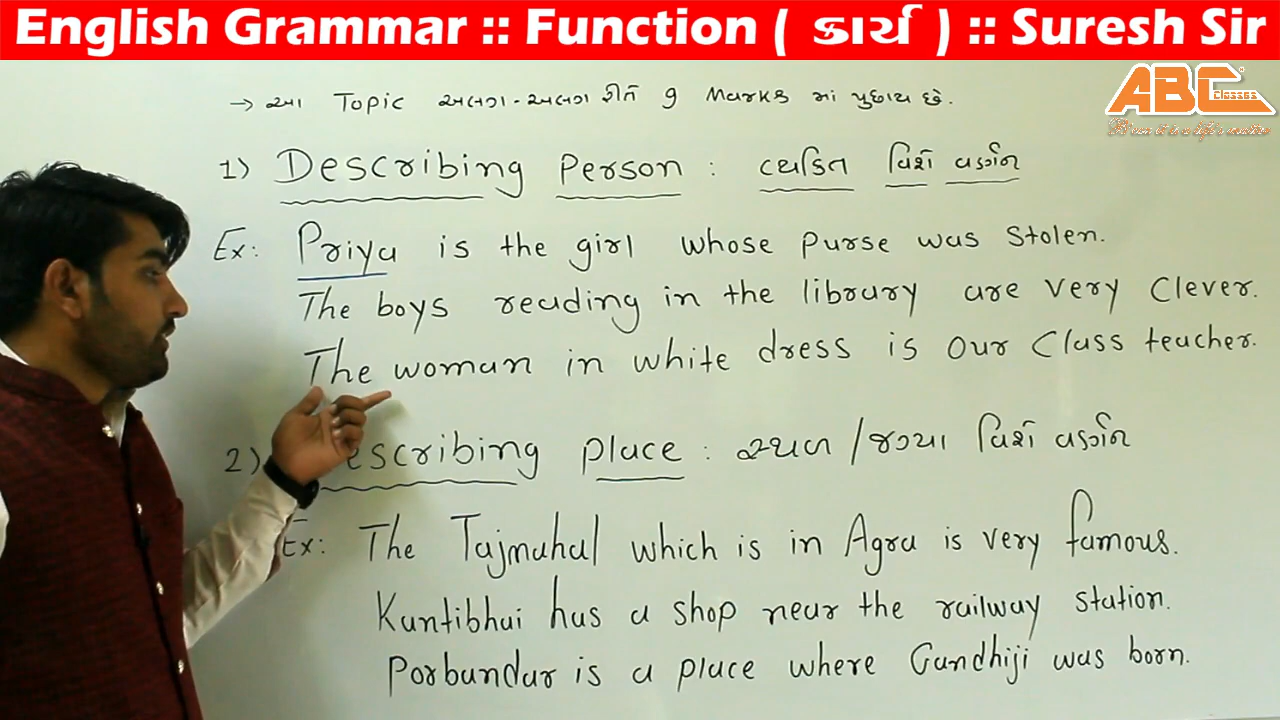 English Grammar :: Function ( કાર્ય ) :: Suresh Sir
ABC
Classes
→ આ Topic અલગ-અલગ રીતે 9 Marks માં પુછાય છે.
1) Describing Person : વ્યક્તિ વિશે વર્ણન
Ex: Priya is the girl whose purse was stolen.
The boys reading in the library are very clever.
The woman in white dress is our class teacher.
2) Describing place : સ્થળ / જગ્યા વિશે વર્ણન
Ex: The Tajmahal which is in Agra is very famous.
Kantibhai has a shop near the railway station.
Porbandar is a place where Gandhiji was born.